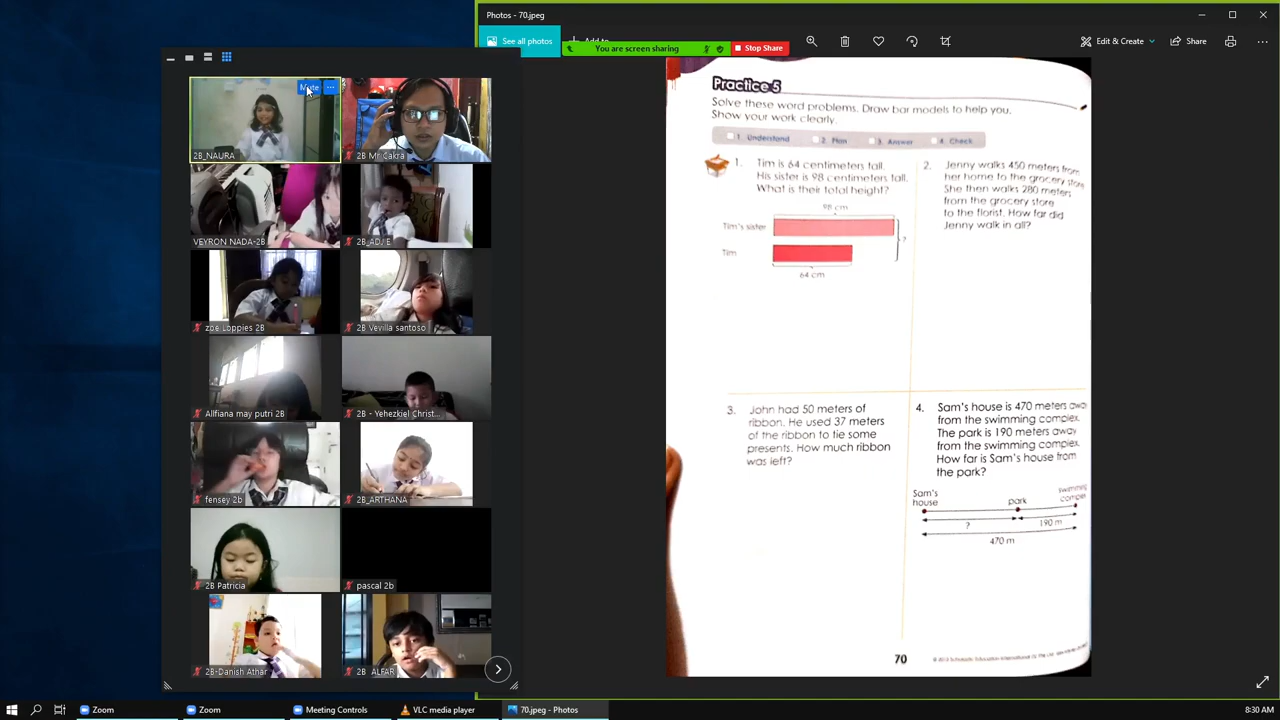 Photos - 70.jpeg
See all photos
Add to
You are screen sharing
Stop Share
Edit & Create
Share
Mute
2B_NAURA
2B Mr Cakra
VEYRON NADA-2B
2B_ADJIE
zoe Loppies 2B
2B Vevilla santoso
Allfiana may putri 2B
2B - Yehezkiel Christ...
fensey 2b
2B_ARTHANA
2B Patricia
pascal 2b
2B-Danish Athar
2B_ALFAR
Practice 5
Solve these word problems. Draw bar models to help you.
Show your work clearly.
1. Understand
2. Plan
3. Answer
4. Check
1. Tim is 64 centimeters tall.
His sister is 98 centimeters tall.
What is their total height?
98 cm
Tim's sister
?
Tim
64 cm
2. Jenny walks 450 meters from
her home to the grocery store.
She then walks 280 meters
from the grocery store
to the florist. How far did
Jenny walk in all?
3. John had 50 meters of
ribbon. He used 37 meters
of the ribbon to tie some
presents. How much ribbon
was left?
4. Sam's house is 470 meters away
from the swimming complex.
The park is 190 meters away
from the swimming complex.
How far is Sam's house from
the park?
Sam's
house
park
swimming
complex
?
190 m
470 m
70
Zoom
Zoom
Meeting Controls
VLC media player
70.jpeg - Photos
8:30 AM